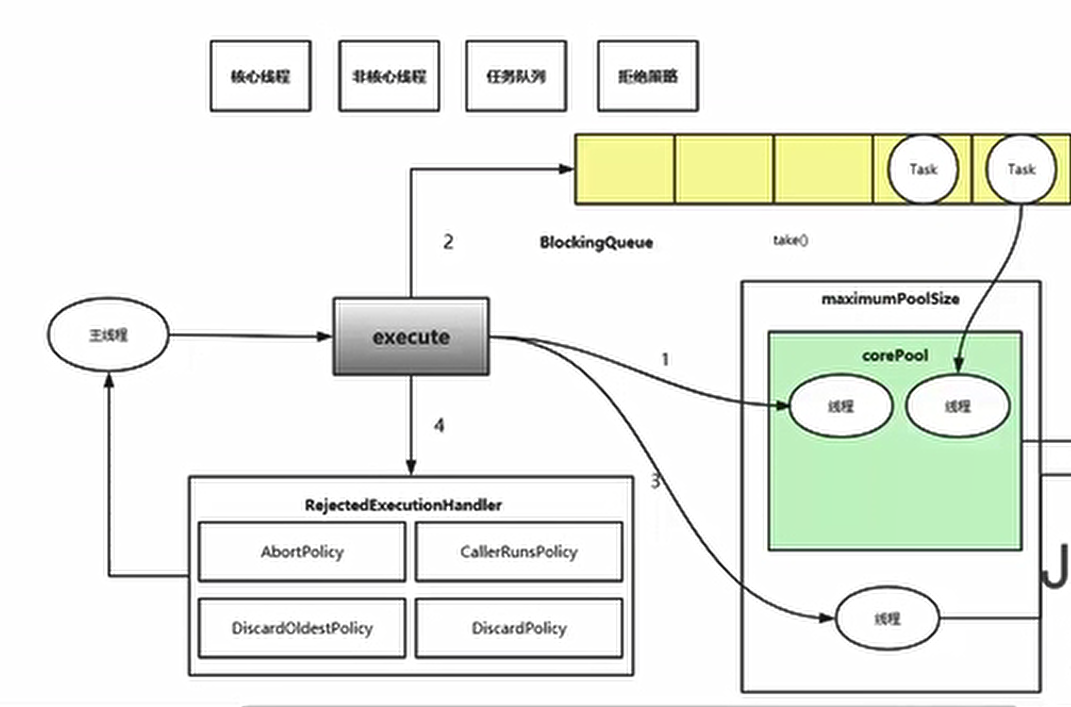 核心线程
非核心线程
任务队列
拒绝策略
Task
Task
2
BlockingQueue
take()
maximumPoolSize
主线程
execute
1
corePool
线程
线程
4
3
RejectedExecutionHandler
AbortPolicy
CallerRunsPolicy
DiscardOldestPolicy
DiscardPolicy
线程
J